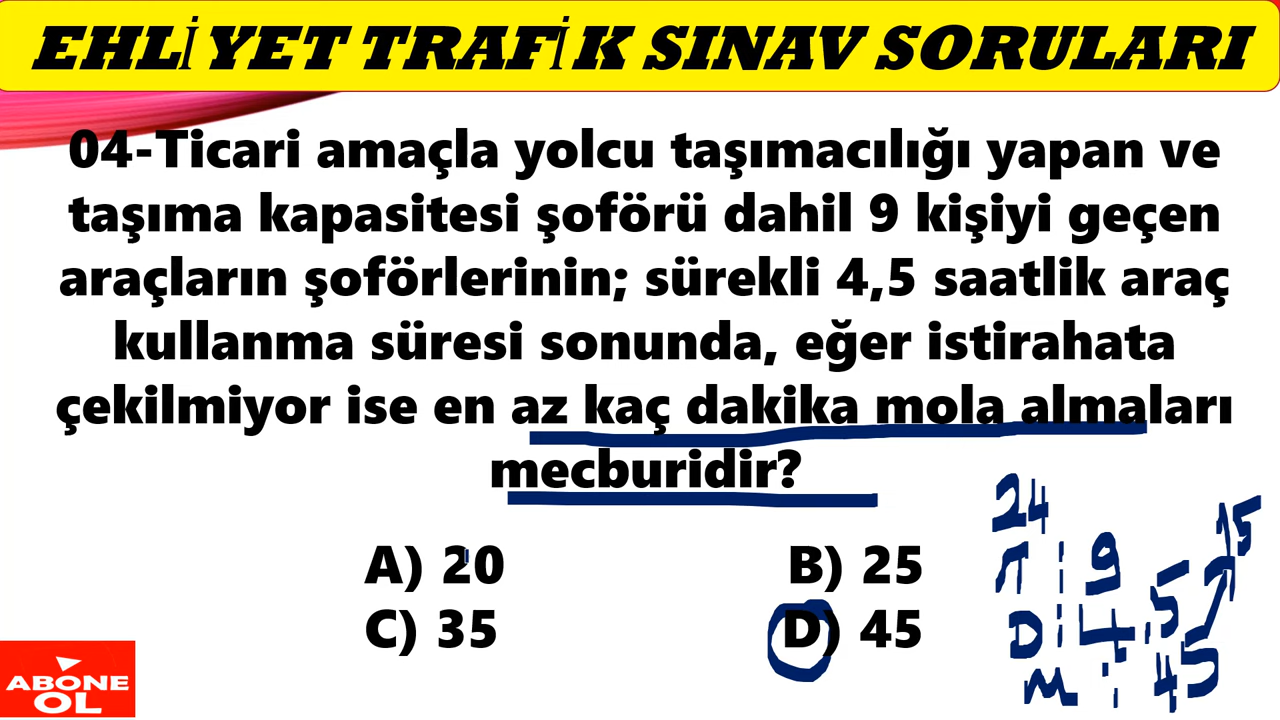 EHLİYET TRAFİK SINAV SORULARI
04-Ticari amaçla yolcu taşımacılığı yapan ve
taşıma kapasitesi şoförü dahil 9 kişiyi geçen
araçların şoförlerinin; sürekli 4,5 saatlik araç
kullanma süresi sonunda, eğer istirahata
çekilmiyor ise en az kaç dakika mola almaları
mecburidir?
A) 20
B) 25
C) 35
D) 45
24
9
15
D : 4,5
M : 45
ABONE
OL